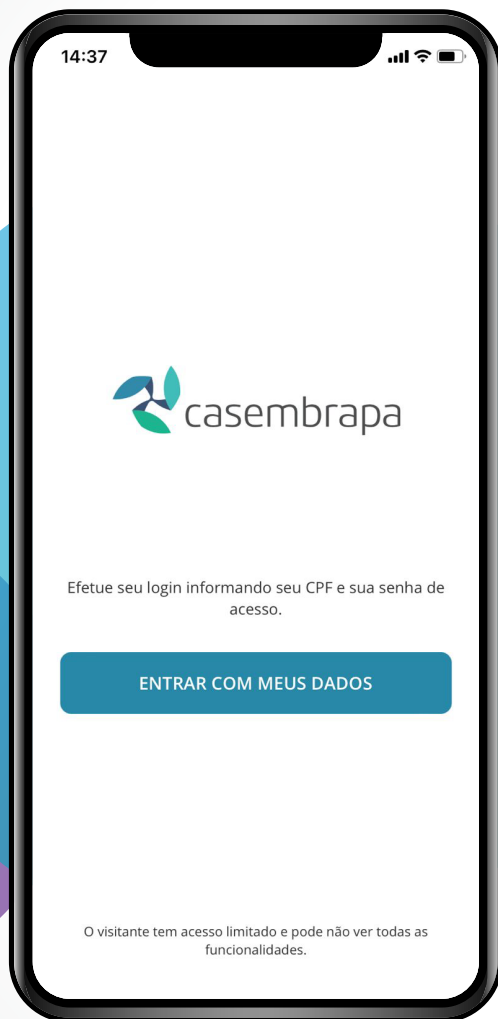 14:37
casembrapa
Efetue seu login informando seu CPF e sua senha de
acesso.
ENTRAR COM MEUS DADOS
O visitante tem acesso limitado e pode não ver todas as
funcionalidades.